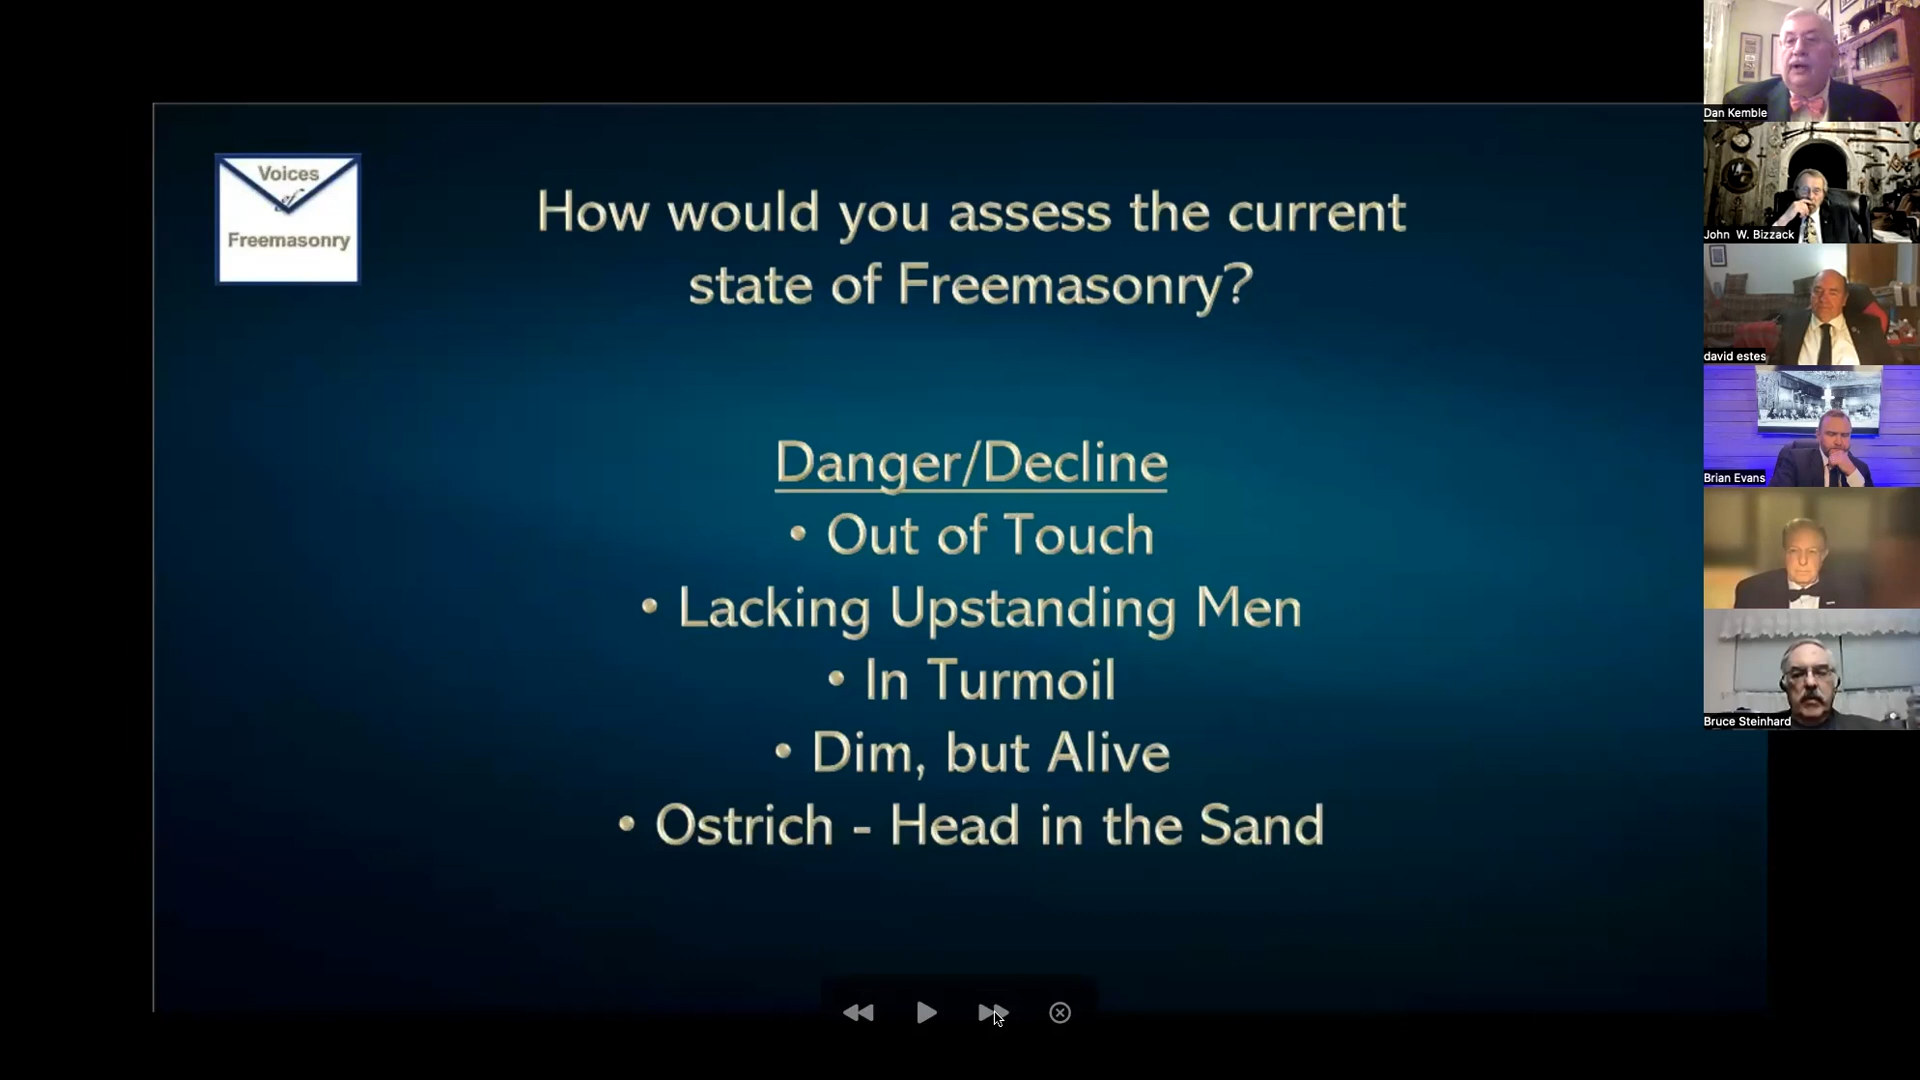 Voices
of
Freemasonry
How would you assess the current
state of Freemasonry?
Danger/Decline
• Out of Touch
• Lacking Upstanding Men
• In Turmoil
• Dim, but Alive
• Ostrich - Head in the Sand
Dan Kemble
John W. Bizzack
david estes
Brian Evans
Bruce Steinhard